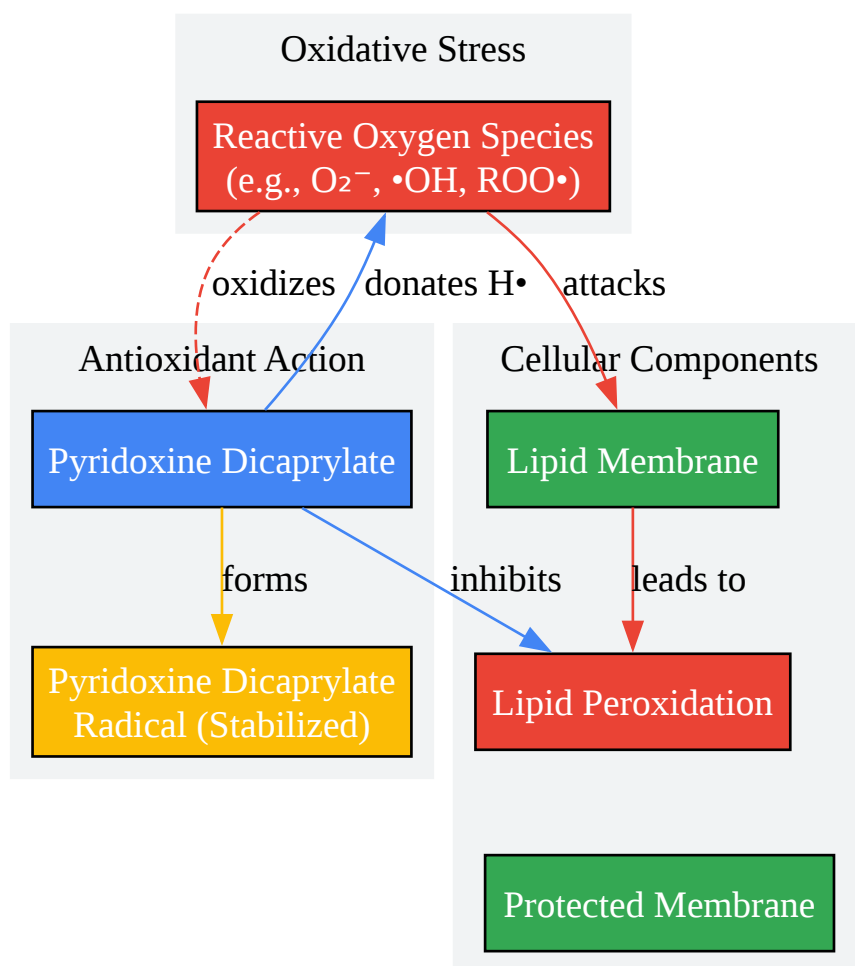 Oxidative Stress
Reactive Oxygen Species
(e.g., O₂⁻, •OH, ROO•)
oxidizes
donates H•
attacks
Antioxidant Action
Cellular Components
Pyridoxine Dicaprylate
Lipid Membrane
forms
inhibits
leads to
Pyridoxine Dicaprylate
Radical (Stabilized)
Lipid Peroxidation
Protected Membrane